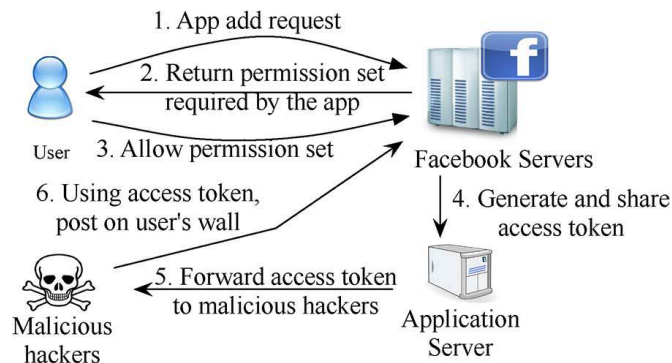 1. App add request
f
2. Return permission set
required by the app
User
3. Allow permission set
Facebook Servers
6. Using access token,
post on user's wall
4. Generate and share
access token
5. Forward access token
to malicious hackers
Malicious
hackers
Application
Server